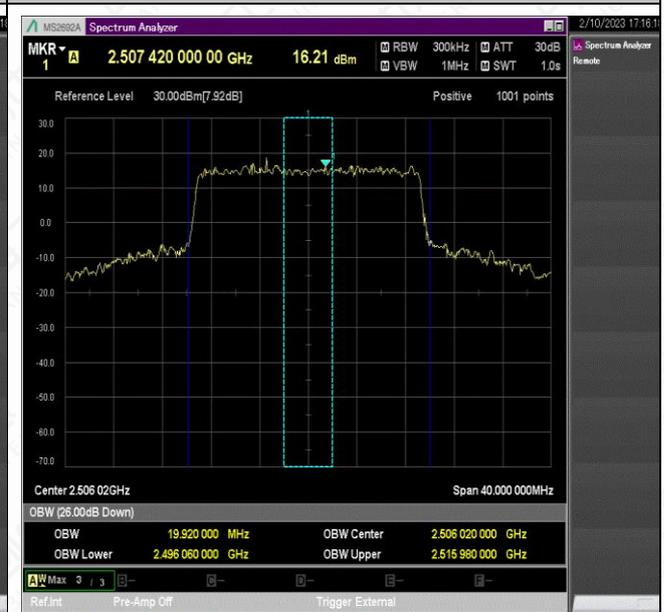 MS2692A Spectrum Analyzer
2/10/2023 17:16:1
MKR 1 A 2.507 420 000 00 GHz 16.21 dBm
M RBW 300kHz M ATT 30dB
M VBW 1MHz M SWT 1.0s
Spectrum Analyzer
Remote
Reference Level 30.00dBm[7.92dB] Positive 1001 points
30.0
20.0
10.0
0.0
-10.0
-20.0
-30.0
-40.0
-50.0
-60.0
-70.0
Center 2.506 02GHz Span 40.000 000MHz
OBW (26.00dB Down)
OBW 19.920 000 MHz OBW Center 2.506 020 000 GHz
OBW Lower 2.496 060 000 GHz OBW Upper 2.515 980 000 GHz
A W Max 3 / 3 B- C- D- E- F-
Ref.Int Pre-Amp Off Trigger External